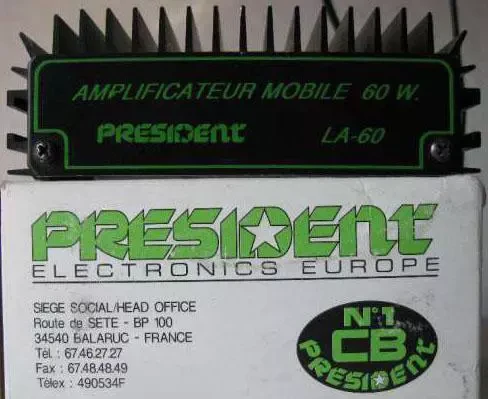 AMPLIFICATEUR MOBILE 60 W.
PRESIDENT LA-60
PRESIDENT
ELECTRONICS EUROPE
SIEGE SOCIAL/HEAD OFFICE
Route de SETE - BP 100
34540 BALARUC - FRANCE
Tél. : 67.46.27.27
Fax : 67.48.48.49
Télex : 490534F
N°1
CB
PRESIDENT